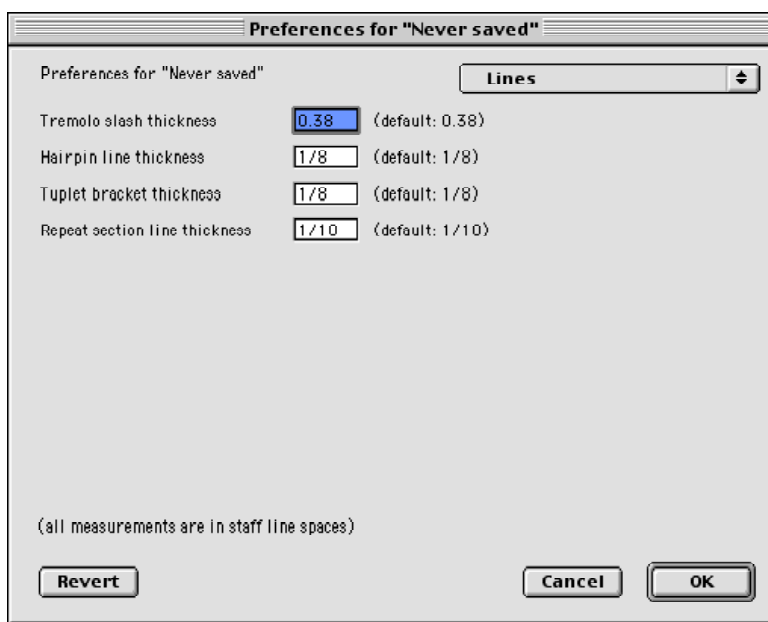 Preferences for "Never saved"
Preferences for "Never saved" Lines
Tremolo slash thickness 0.38 (default: 0.38)
Hairpin line thickness 1/8 (default: 1/8)
Tuplet bracket thickness 1/8 (default: 1/8)
Repeat section line thickness 1/10 (default: 1/10)
(all measurements are in staff line spaces)
Revert Cancel OK